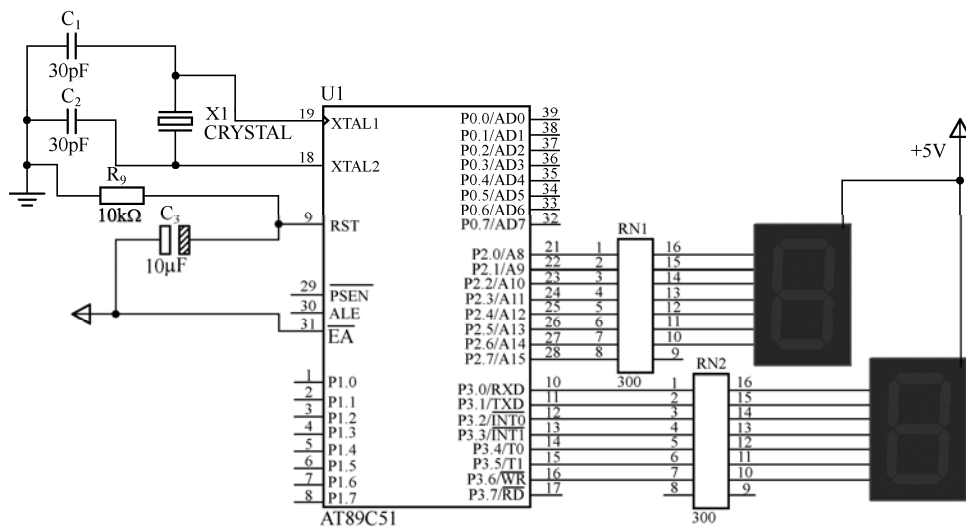 C1
30pF
C2
30pF
X1
CRYSTAL
R9
10kΩ
C3
10μF
U1
19
XTAL1
18
XTAL2
9
RST
29
PSEN
30
ALE
31
EA
1
P1.0
2
P1.1
3
P1.2
4
P1.3
5
P1.4
6
P1.5
7
P1.6
8
P1.7
AT89C51
P0.0/AD0
39
P0.1/AD1
38
P0.2/AD2
37
P0.3/AD3
36
P0.4/AD4
35
P0.5/AD5
34
P0.6/AD6
33
P0.7/AD7
32
P2.0/A8
21
P2.1/A9
22
P2.2/A10
23
P2.3/A11
24
P2.4/A12
25
P2.5/A13
26
P2.6/A14
27
P2.7/A15
28
P3.0/RXD
10
P3.1/TXD
11
P3.2/INT0
12
P3.3/INT1
13
P3.4/T0
14
P3.5/T1
15
P3.6/WR
16
P3.7/RD
17
RN1
1 16
2 15
3 14
4 13
5 12
6 11
7 10
8 9
300
RN2
1 16
2 15
3 14
4 13
5 12
6 11
7 10
8 9
300
+5V